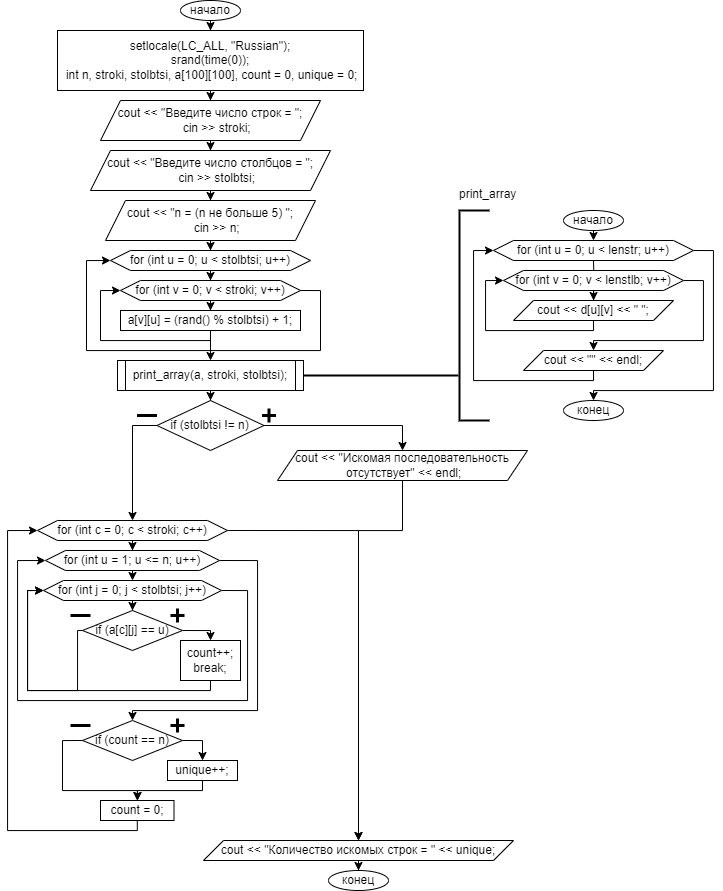 начало
setlocale(LC_ALL, "Russian");
srand(time(0));
int n, stroki, stolbtsi, a[100][100], count = 0, unique = 0;
cout << "Введите число строк = ";
cin >> stroki;
cout << "Введите число столбцов = ";
cin >> stolbtsi;
cout << "n = (n не больше 5) ";
cin >> n;
for (int u = 0; u < stolbtsi; u++)
for (int v = 0; v < stroki; v++)
a[v][u] = (rand() % stolbtsi) + 1;
print_array(a, stroki, stolbtsi);
print_array
начало
for (int u = 0; u < lenstr; u++)
for (int v = 0; v < lenstlb; v++)
cout << d[u][v] << " ";
cout << "" << endl;
конец
if (stolbtsi != n)
cout << "Искомая последовательность
отсутствует" << endl;
for (int c = 0; c < stroki; c++)
for (int u = 1; u <= n; u++)
for (int j = 0; j < stolbtsi; j++)
if (a[c][j] == u)
count++;
break;
if (count == n)
unique++;
count = 0;
cout << "Количество искомых строк = " << unique;
конец